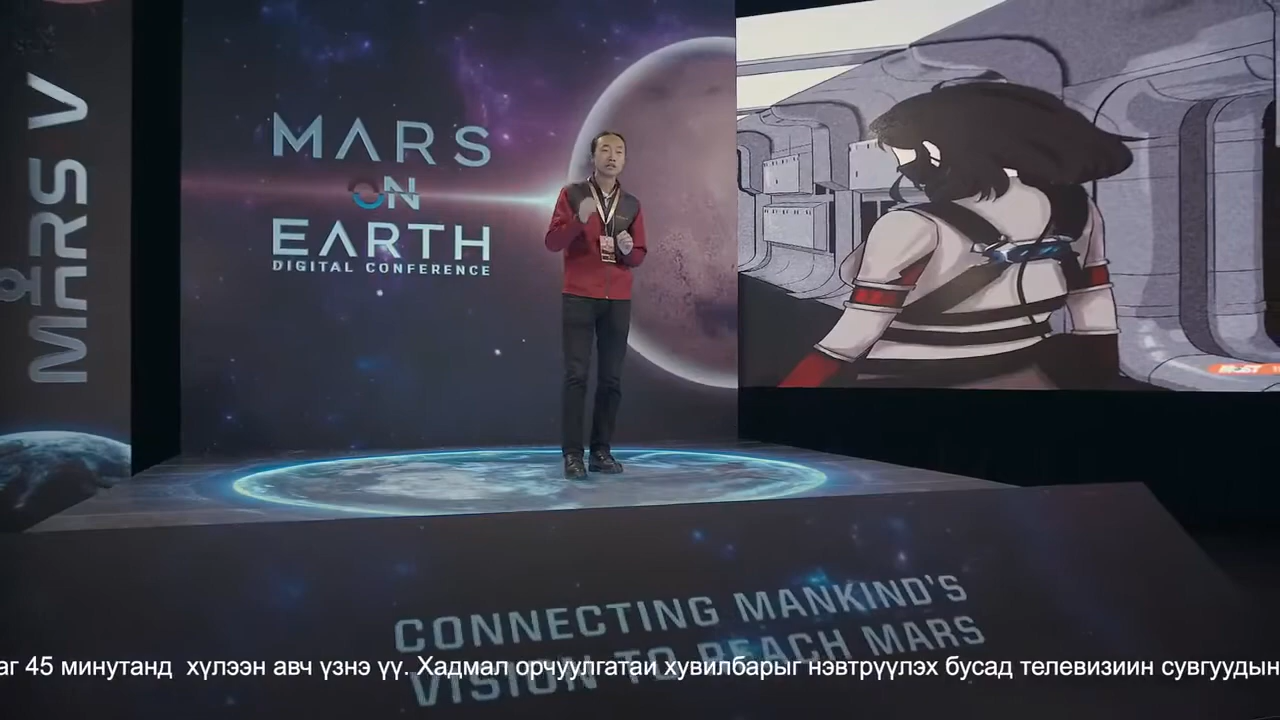 MARS V
MARS
ON
EARTH
DIGITAL CONFERENCE
CONNECTING MANKIND'S
VISION TO REACH MARS
45 минутанд хүлээн авч үзнэ үү. Хадмал орчуулгатаи хувилбарыг нэвтрүүлэх бусад телевизиин сувгуудын